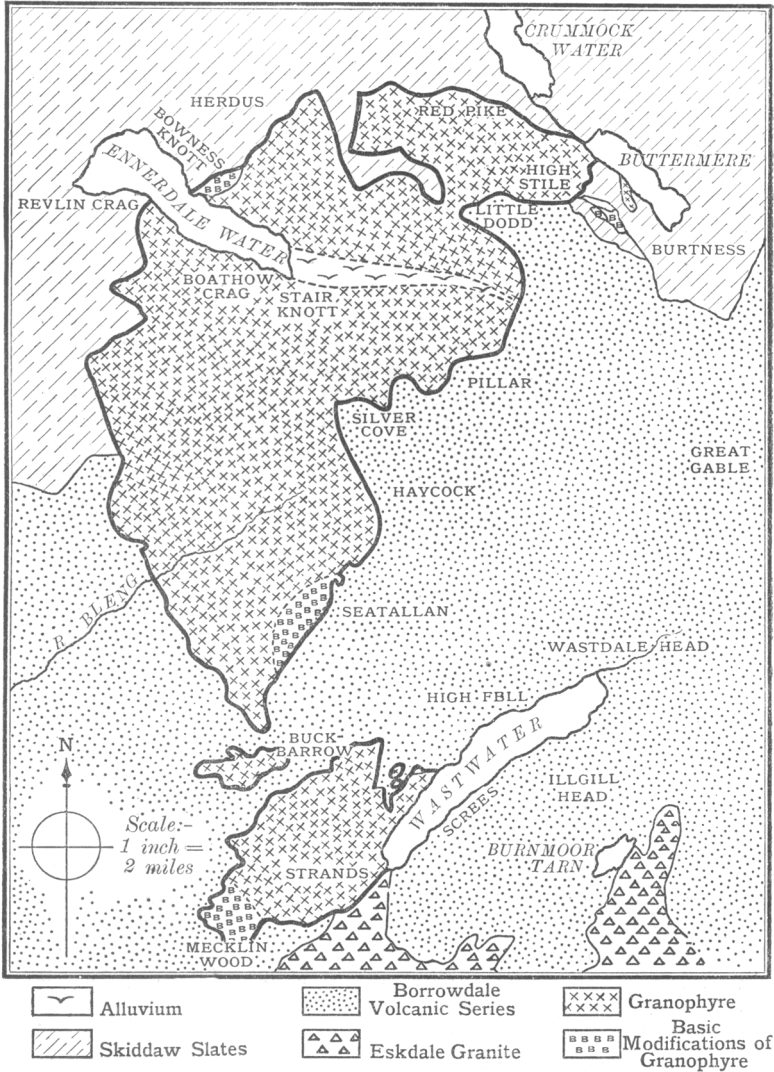 CRUMMOCK
WATER
HERDUS
RED PIKE
BOWNESS
KNOTT
ENNERDALE WATER
BUTTERMERE
HIGH
STILE
REVLIN CRAG
LITTLE
DODD
BURTNESS
BOATHOW
CRAG
STAIR
KNOTT
PILLAR
SILVER
COVE
GREAT
GABLE
HAYCOCK
R BLENG
SEATALLAN
WASTDALE-HEAD
HIGH-FELL
WASTWATER
SCREES
BUCK-
BARROW
N
ILLGILL
HEAD
Scale:-
1 inch =
2 miles
BURNMOOR
TARN
STRANDS
MECKLIN
WOOD
Alluvium
Borrowdale
Volcanic Series
Granophyre
Skiddaw Slates
Eskdale Granite
Basic
Modifications of
Granophyre